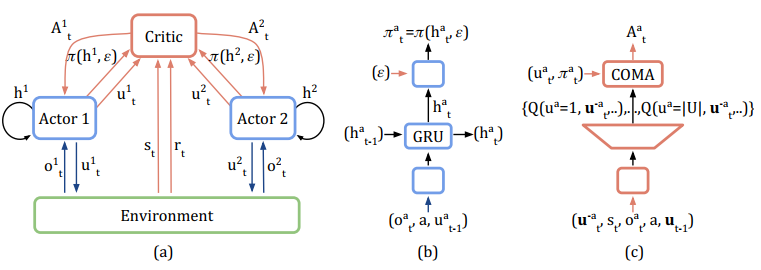 A¹ₜ
Critic
A²ₜ
π(h¹, ε)
π(h², ε)
u¹ₜ
u²ₜ
h¹
h²
Actor 1
Actor 2
o¹ₜ
u¹ₜ
sₜ
rₜ
u²ₜ
o²ₜ
Environment
(a)
πᵃₜ=π(hᵃₜ, ε)
(ε)
hᵃₜ
(hᵃₜ₋₁)
GRU
(hᵃₜ)
(oᵃₜ, a, uᵃₜ₋₁)
(b)
Aᵃₜ
(uᵃₜ, πᵃₜ)
COMA
{Q(uᵃ=1, u⁻ᵃₜ,..),...,Q(uᵃ=|U|, u⁻ᵃₜ,..)}
(u⁻ᵃₜ, sₜ, oᵃₜ, a, uₜ₋₁)
(c)